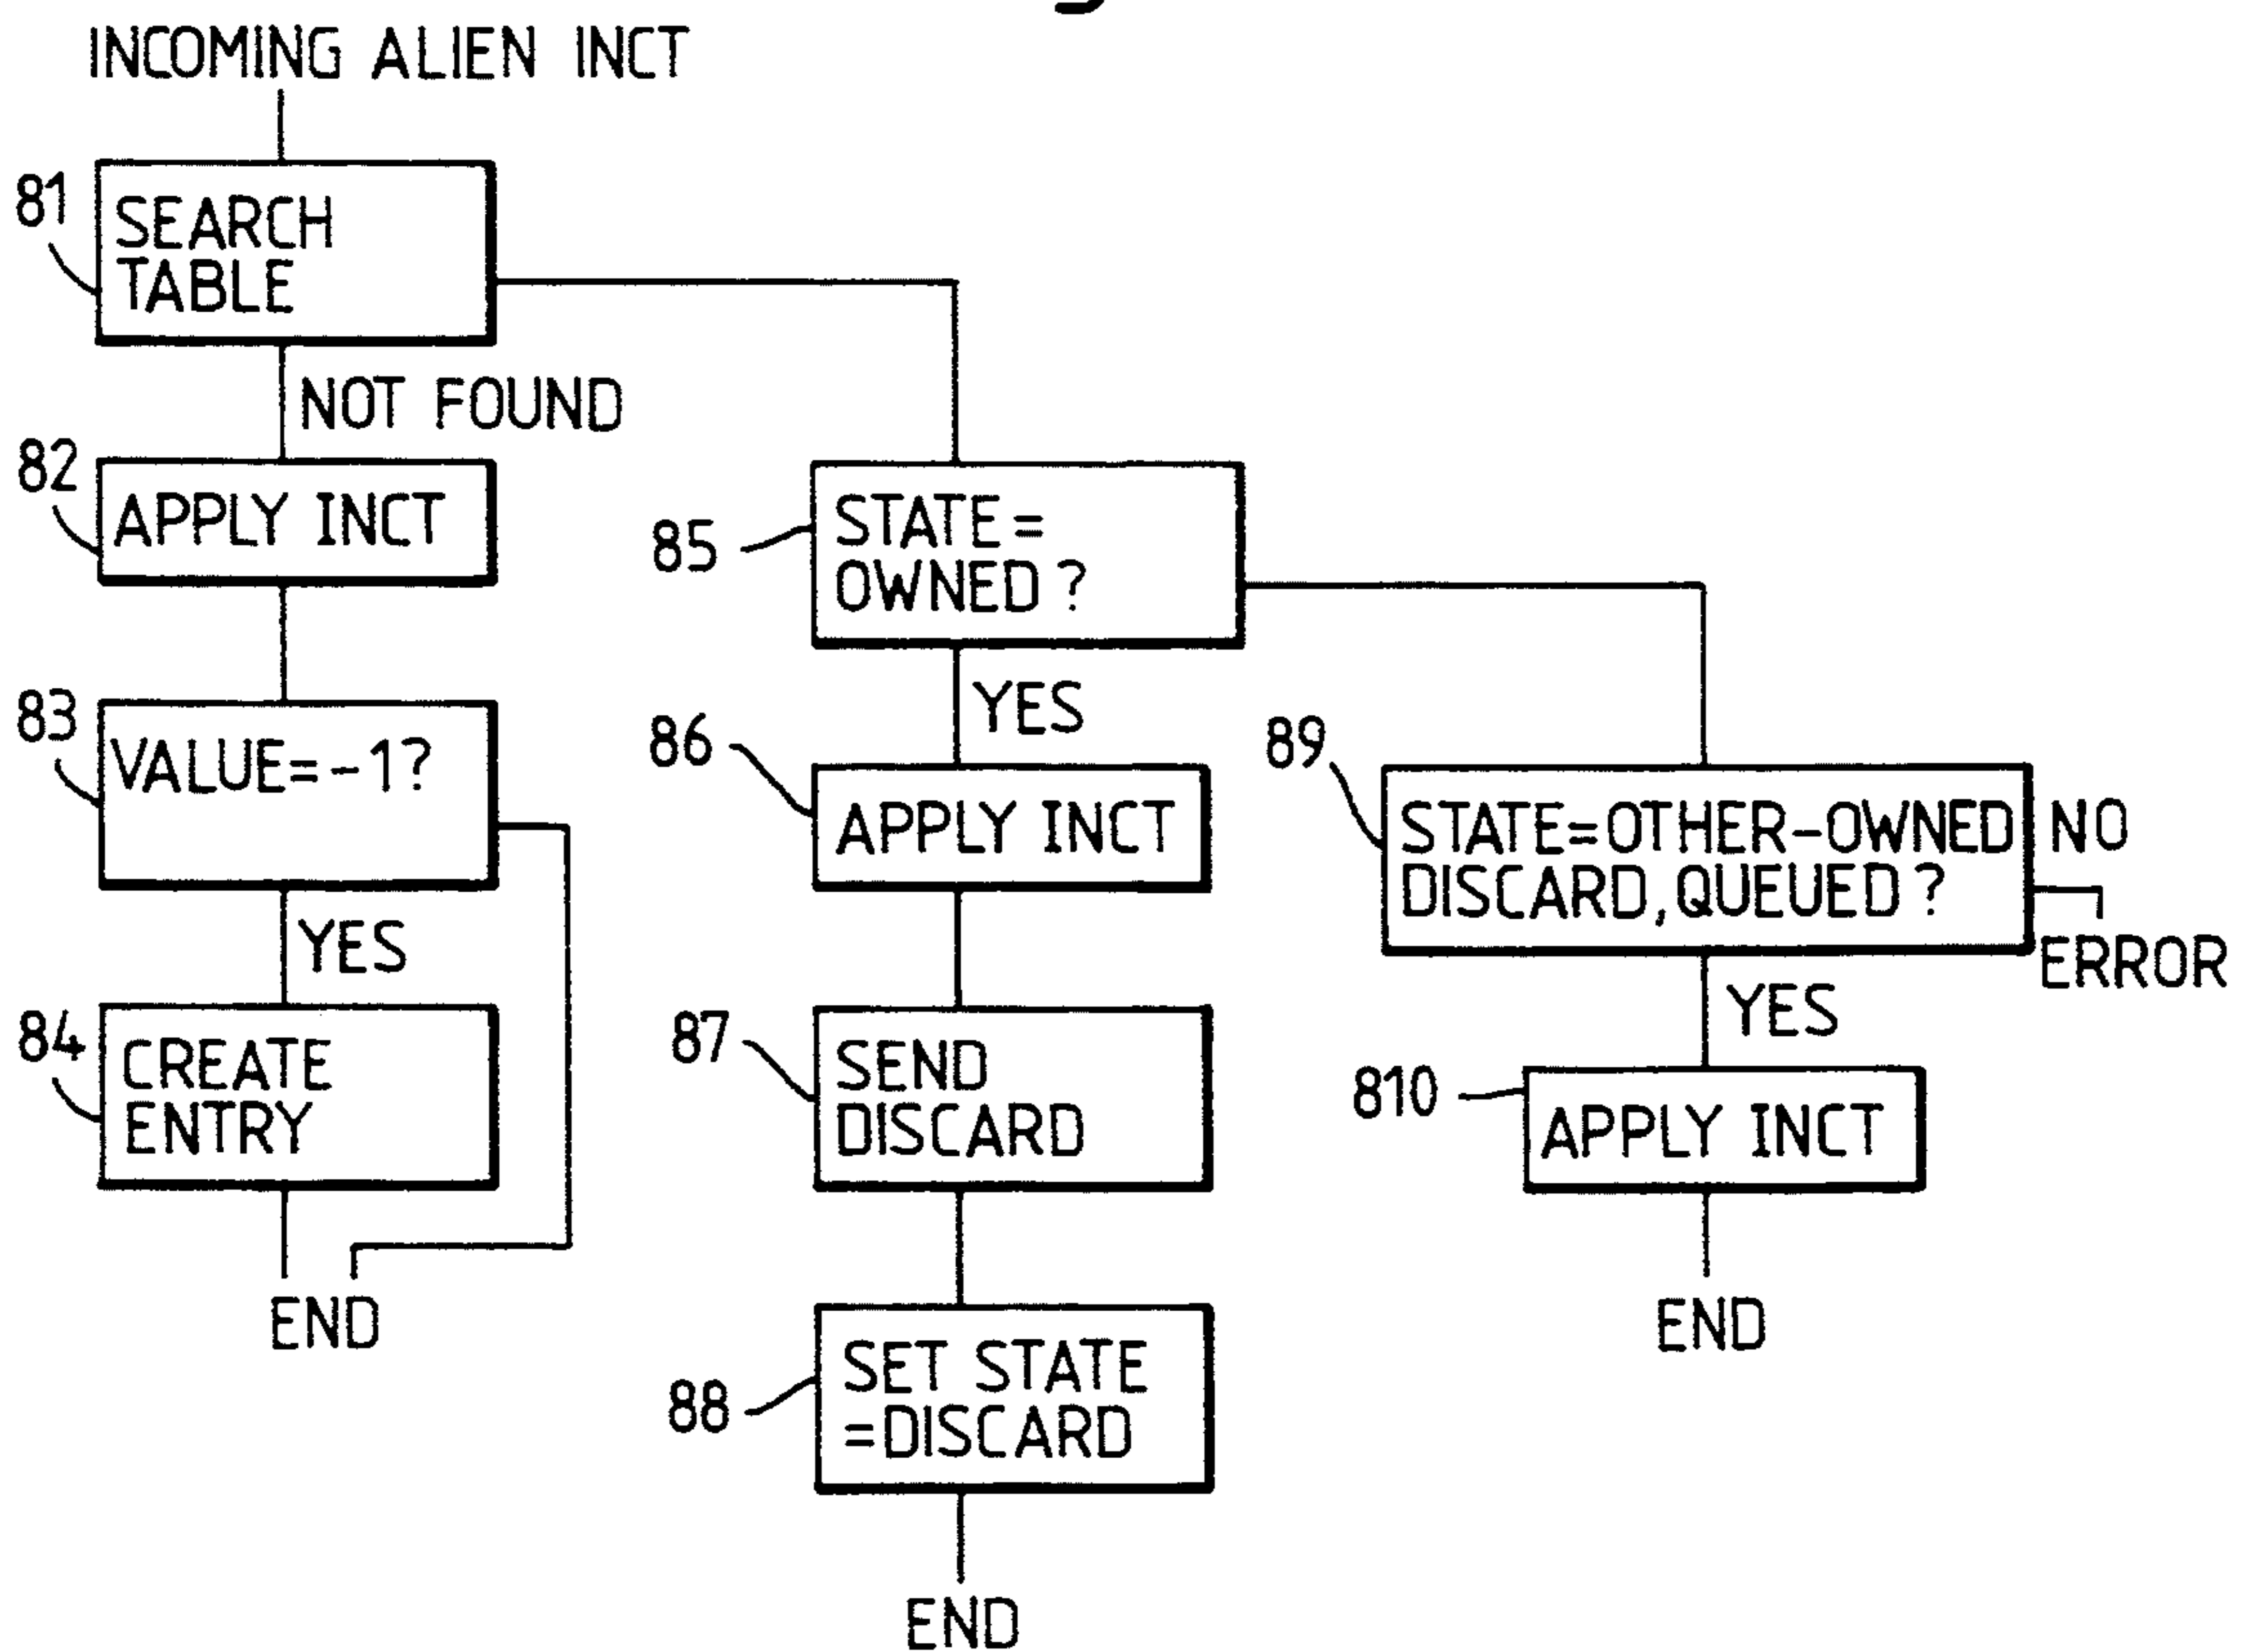 INCOMING ALIEN INCT
81
SEARCH
TABLE
NOT FOUND
82
APPLY INCT
83
VALUE=-1?
YES
84
CREATE
ENTRY
END
85
STATE=
OWNED?
YES
86
APPLY INCT
87
SEND
DISCARD
88
SET STATE
=DISCARD
END
89
STATE=OTHER-OWNED
DISCARD,QUEUED?
NO
ERROR
YES
810
APPLY INCT
END